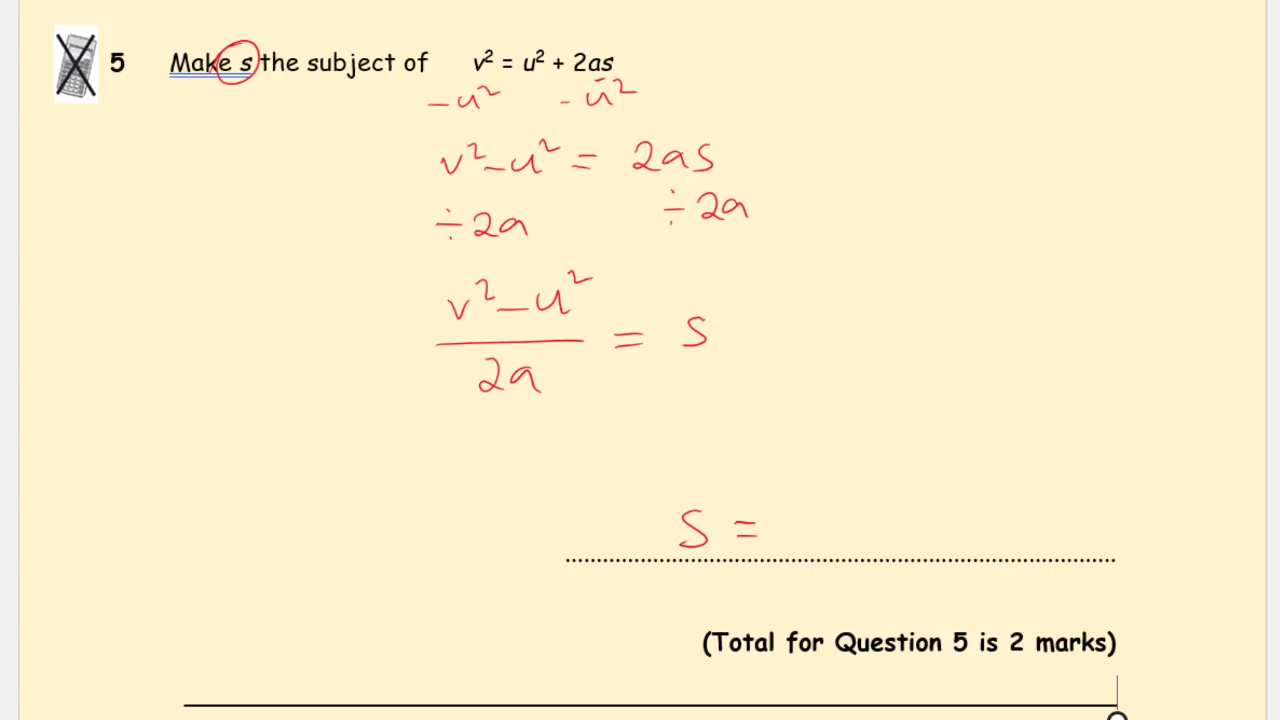 5 Make s the subject of v² = u² + 2as
-u² -u²
v² - u² = 2as
÷2a ÷2a
v² - u²
/ 2a = s
s =
(Total for Question 5 is 2 marks)